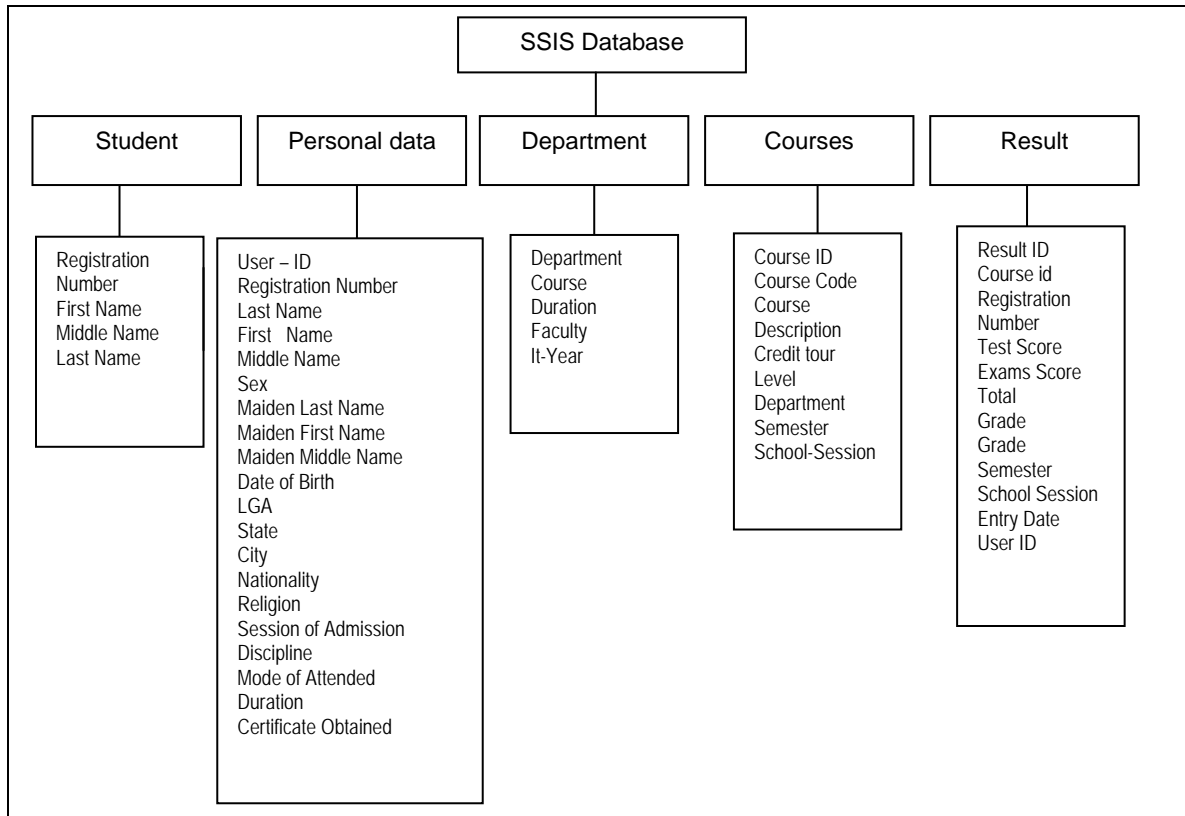 SSIS Database
Student
Personal data
Department
Courses
Result
Registration
Number
First Name
Middle Name
Last Name
User – ID
Registration Number
Last Name
First Name
Middle Name
Sex
Maiden Last Name
Maiden First Name
Maiden Middle Name
Date of Birth
LGA
State
City
Nationality
Religion
Session of Admission
Discipline
Mode of Attended
Duration
Certificate Obtained
Department
Course
Duration
Faculty
It-Year
Course ID
Course Code
Course
Description
Credit tour
Level
Department
Semester
School-Session
Result ID
Course id
Registration
Number
Test Score
Exams Score
Total
Grade
Grade
Semester
School Session
Entry Date
User ID